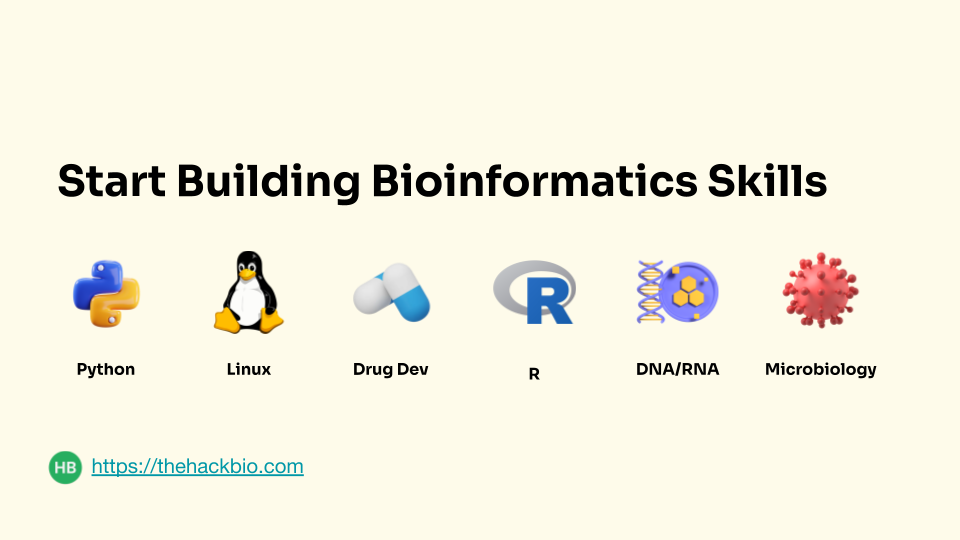 Start Building Bioinformatics Skills
R
Python
Linux
Drug Dev
R
DNA/RNA
Microbiology
HB
https://thehackbio.com